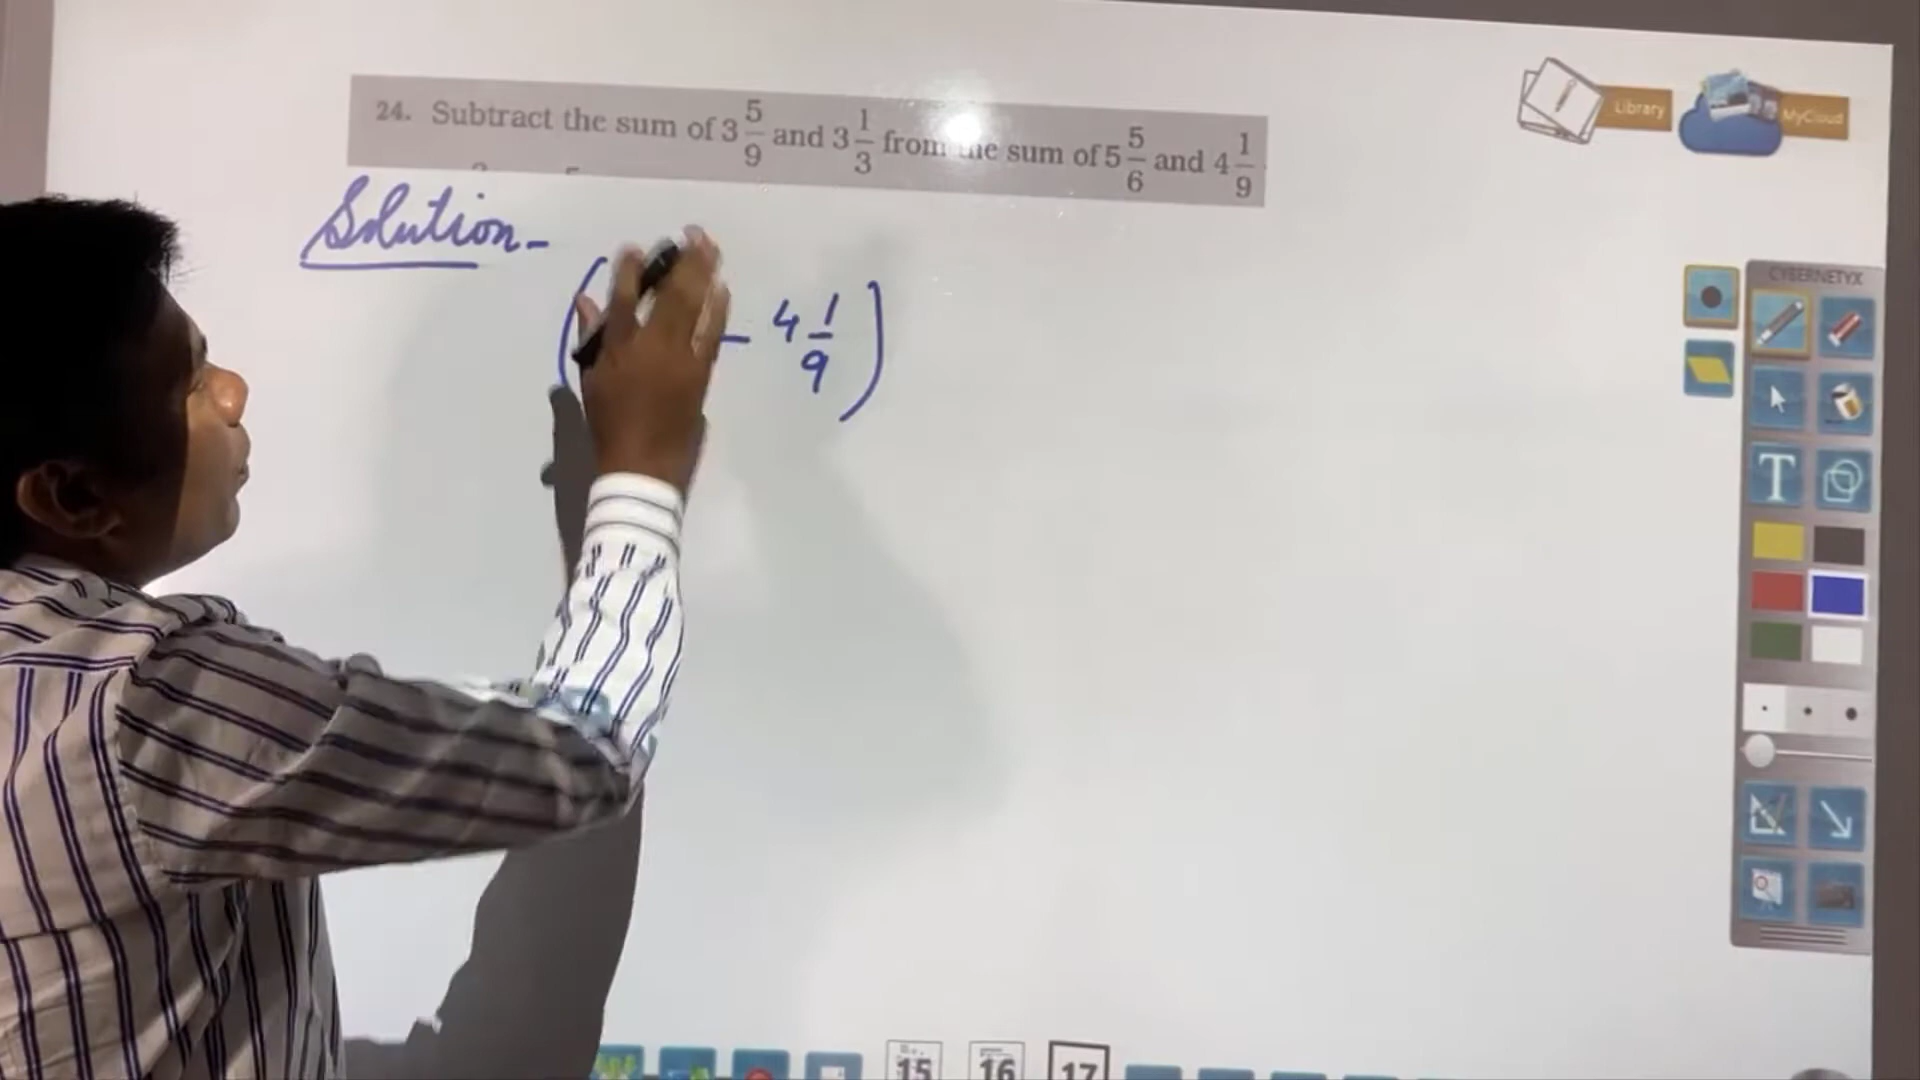 24. Subtract the sum of 3 5/9 and 3 1/3 from the sum of 5 5/6 and 4 1/9
Solution-
( – 4 1/9 )
Library
MyCloud
CYBERNETYX
T
15 16 17